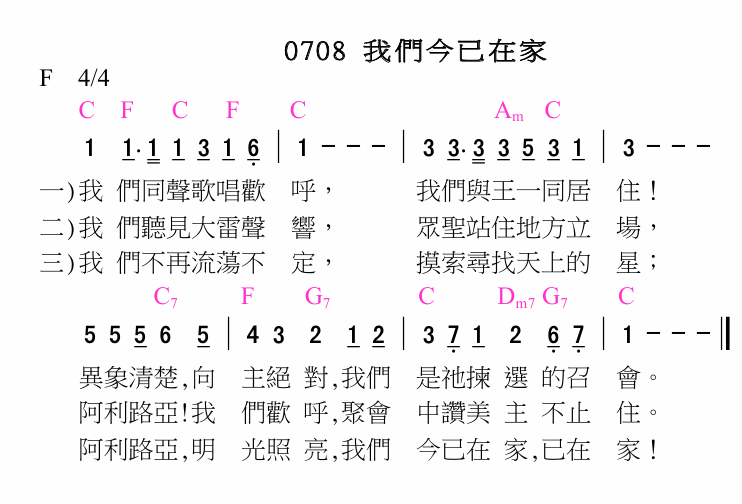 0708 我們今已在家
F 4/4
C F C F C Am C
1 1· 1 1 3 1 6 | 1 - - - | 3 3· 3 3 5 3 1 | 3 - - -
一)我 們同聲歌唱歡 呼， 我們與王一同居 住！
二)我 們聽見大雷聲 響， 眾聖站住地方立 場，
三)我 們不再流蕩不 定， 摸索尋找天上的 星；
C7 F G7 C Dm7 G7 C
5 5 5 6 5 | 4 3 2 1 2 | 3 7 1 2 6 7 | 1 - - - ‖
異象清楚,向 主絕 對,我們 是祂揀 選 的召 會。
阿利路亞!我 們歡 呼,聚會 中讚美 主 不止 住。
阿利路亞,明 光照 亮,我們 今已在 家,已在 家！